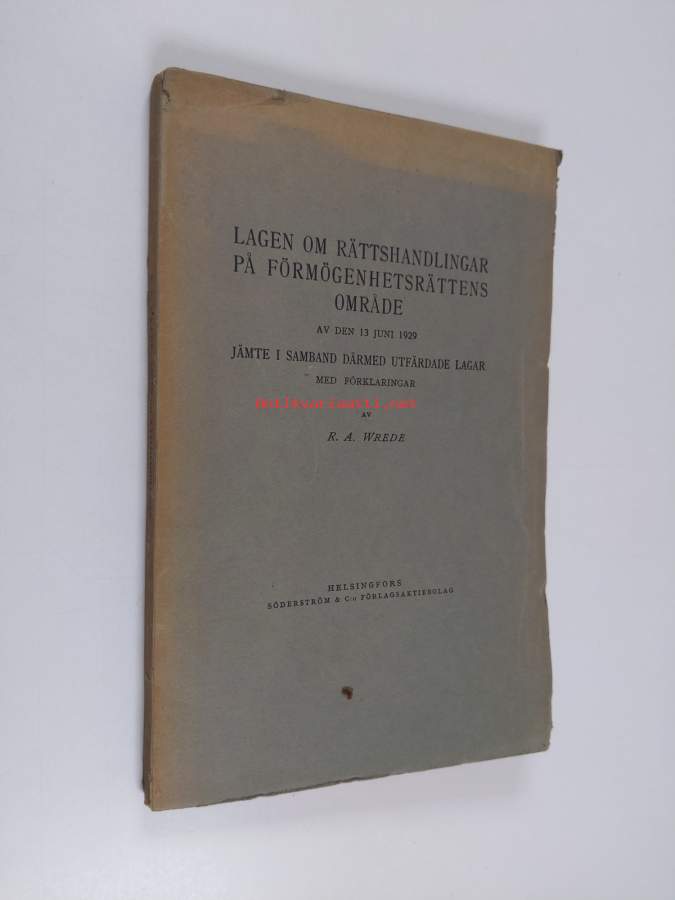 LAGEN OM RÄTTSHANDLINGAR
PÅ FÖRMÖGENHETSRÄTTENS
OMRÅDE
AV DEN 13 JUNI 1929
JÄMTE I SAMBAND DÄRMED UTFÄRDADE LAGAR
MED FÖRKLARINGAR
AV
R. A. WREDE
HELSINGFORS
SÖDERSTRÖM & C:o FÖRLAGSAKTIEBOLAG